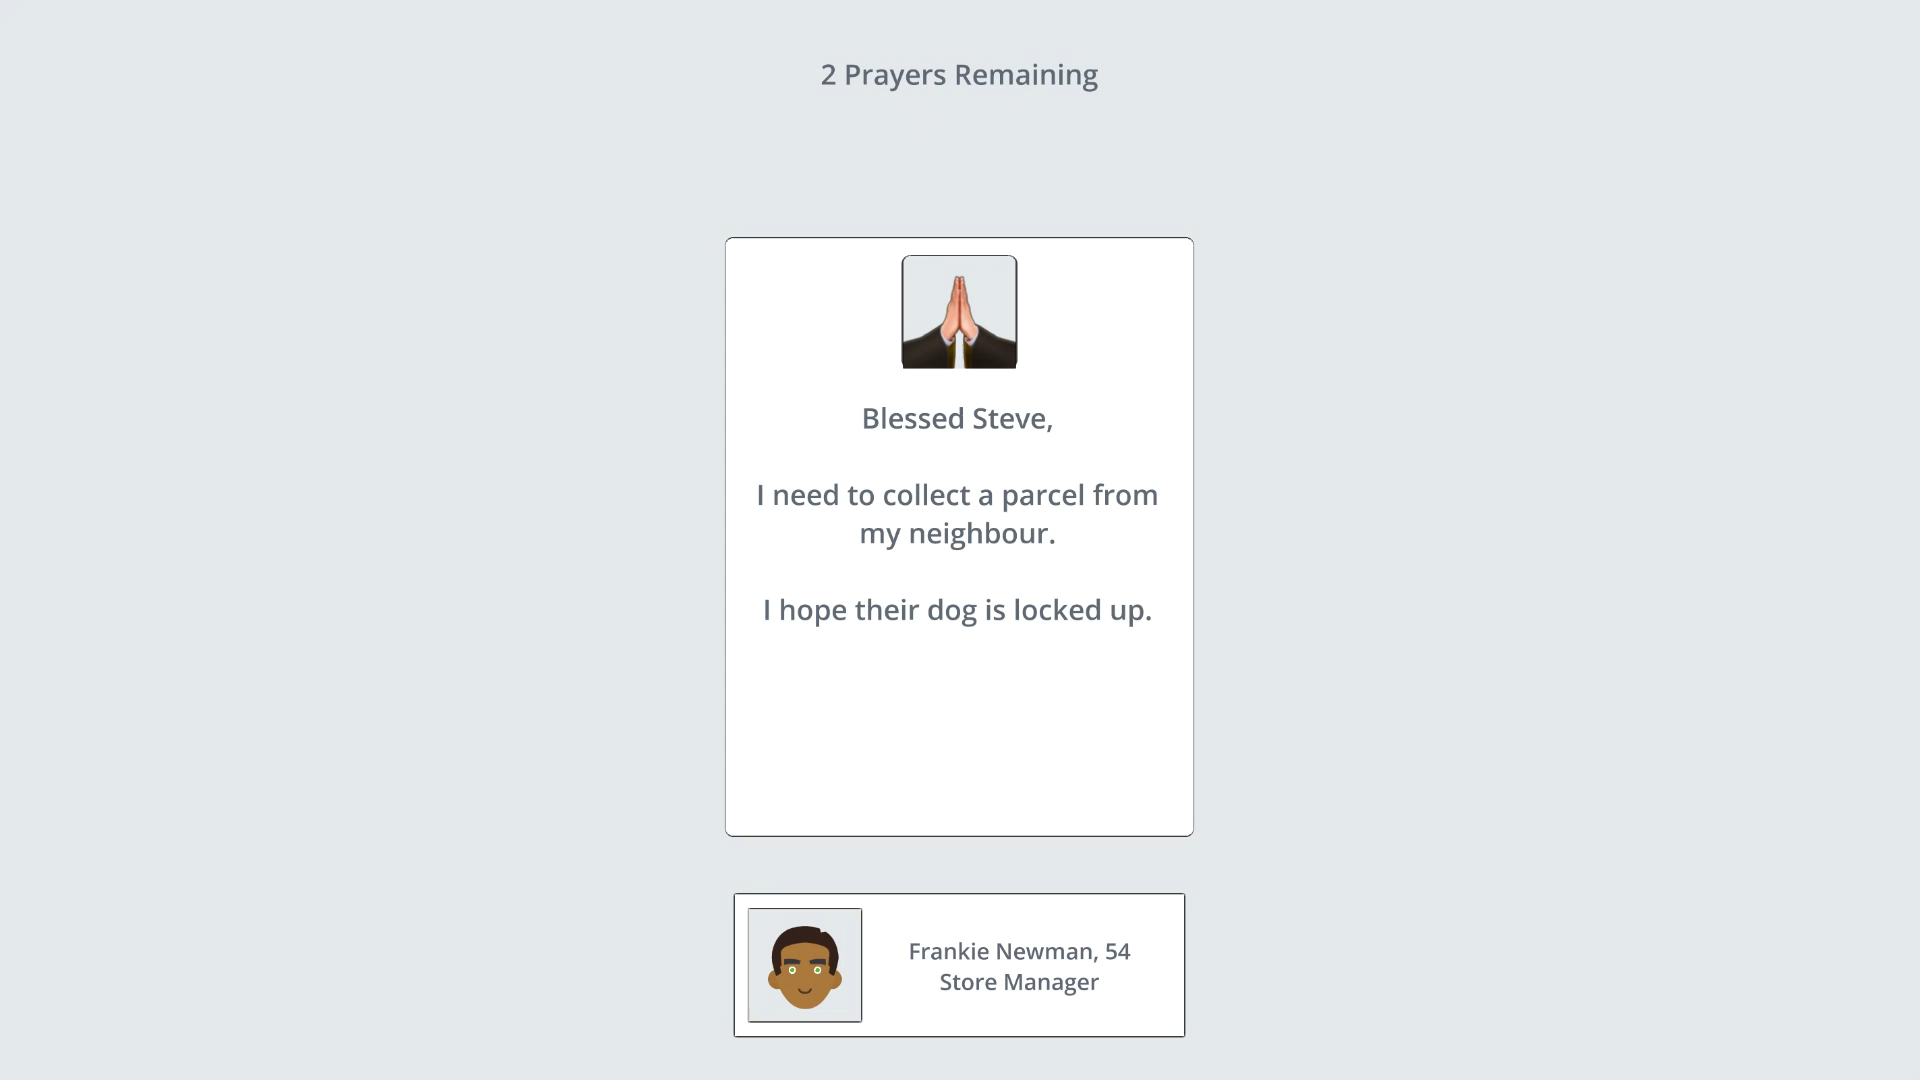 2 Prayers Remaining
Blessed Steve,
I need to collect a parcel from
my neighbour.
I hope their dog is locked up.
Frankie Newman, 54
Store Manager